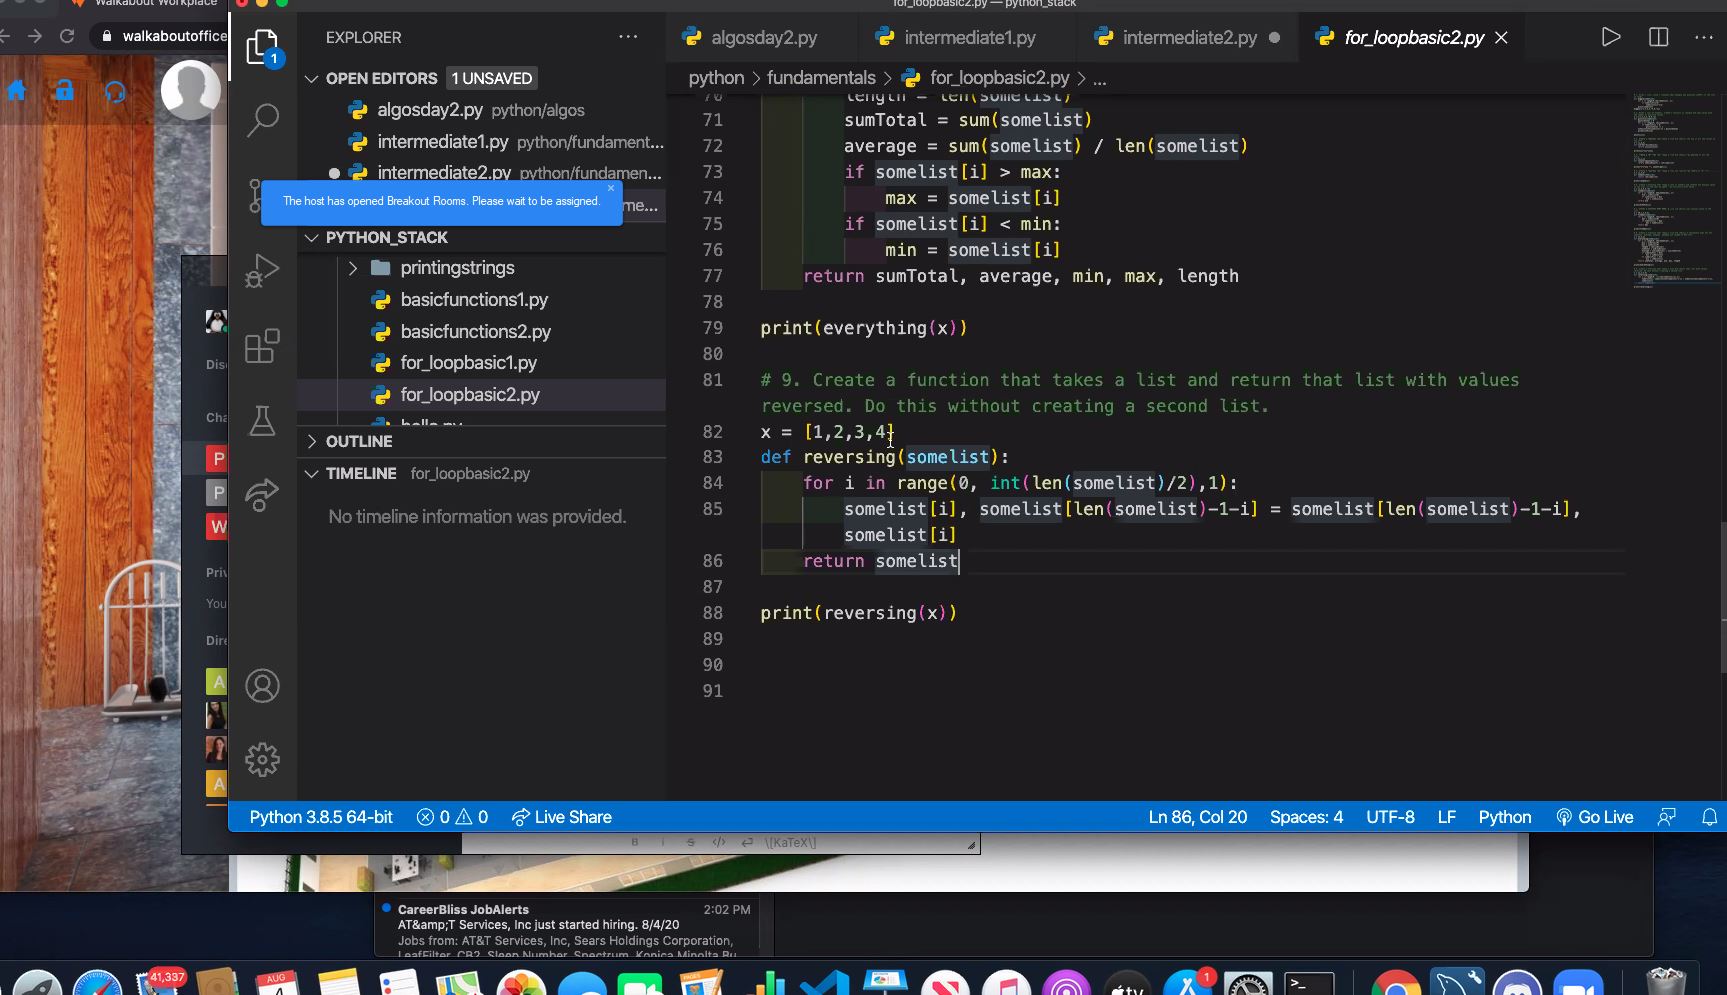 Walkabout Workplace
for_loopbasic2.py — python_stack
walkaboutoffice
EXPLORER
algosday2.py
intermediate1.py
intermediate2.py
for_loopbasic2.py
1
OPEN EDITORS
1 UNSAVED
python
fundamentals
for_loopbasic2.py
...
algosday2.py python/algos
intermediate1.py python/fundament...
intermediate2.py python/fundamen...
The host has opened Breakout Rooms. Please wait to be assigned.
me...
PYTHON_STACK
printingstrings
basicfunctions1.py
basicfunctions2.py
for_loopbasic1.py
for_loopbasic2.py
hello.py
OUTLINE
TIMELINE for_loopbasic2.py
No timeline information was provided.
70 length = len(somelist)
71 sumTotal = sum(somelist)
72 average = sum(somelist) / len(somelist)
73 if somelist[i] > max:
74 max = somelist[i]
75 if somelist[i] < min:
76 min = somelist[i]
77 return sumTotal, average, min, max, length
78
79 print(everything(x))
80
81 # 9. Create a function that takes a list and return that list with values
reversed. Do this without creating a second list.
82 x = [1,2,3,4]
83 def reversing(somelist):
84 for i in range(0, int(len(somelist)/2),1):
85 somelist[i], somelist[len(somelist)-1-i] = somelist[len(somelist)-1-i],
somelist[i]
86 return somelist
87
88 print(reversing(x))
89
90
91
P
P
W
A
A
Python 3.8.5 64-bit
0
0
Live Share
Ln 86, Col 20
Spaces: 4
UTF-8
LF
Python
Go Live
B i S </> \[KaTeX\]
CareerBliss JobAlerts 2:02 PM
AT&amp;T Services, Inc just started hiring. 8/4/20
Jobs from: AT&T Services, Inc, Sears Holdings Corporation,
LeafFilter, CB2, Sleep Number, Spectrum, Konica Minolta Bu
41,337
AUG
4
1
tv